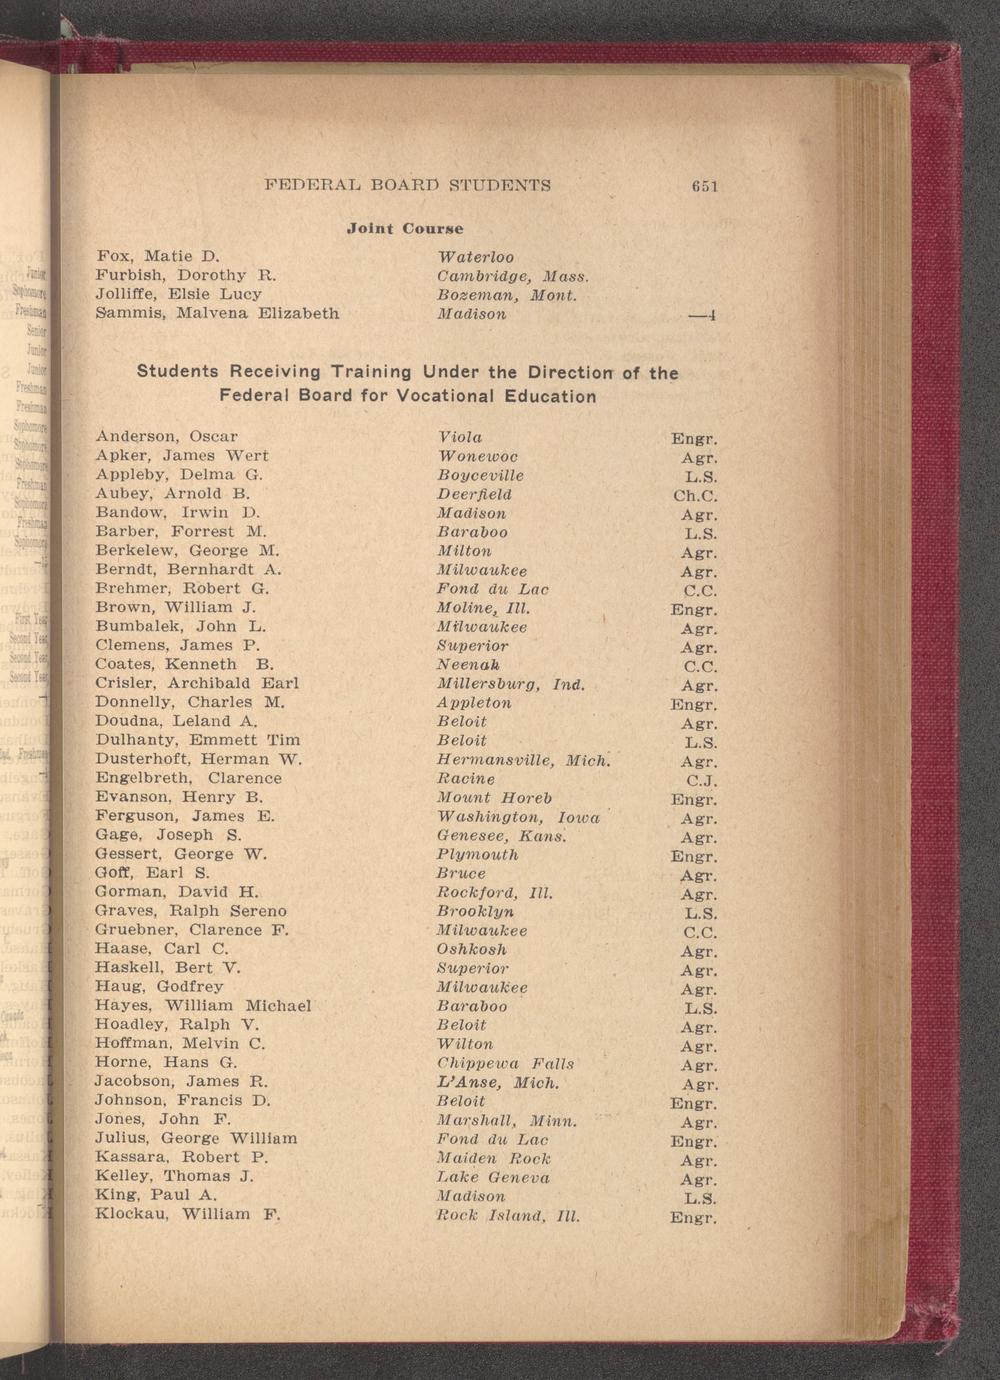 FEDERAL BOARD STUDENTS 651
Joint Course
Fox, Matie D. Waterloo
Furbish, Dorothy R. Cambridge, Mass.
Jolliffe, Elsie Lucy Bozeman, Mont.
Sammis, Malvena Elizabeth Madison —4
Students Receiving Training Under the Direction of the
Federal Board for Vocational Education
Anderson, Oscar Viola Engr.
Apker, James Wert Wonewoc Agr.
Appleby, Delma G. Boyceville L.S.
Aubey, Arnold B. Deerfield Ch.C.
Bandow, Irwin D. Madison Agr.
Barber, Forrest M. Baraboo L.S.
Berkelew, George M. Milton Agr.
Berndt, Bernhardt A. Milwaukee Agr.
Brehmer, Robert G. Fond du Lac C.C.
Brown, William J. Moline, Ill. Engr.
Bumbalek, John L. Milwaukee Agr.
Clemens, James P. Superior Agr.
Coates, Kenneth B. Neenah C.C.
Crisler, Archibald Earl Millersburg, Ind. Agr.
Donnelly, Charles M. Appleton Engr.
Doudna, Leland A. Beloit Agr.
Dulhanty, Emmett Tim Beloit L.S.
Dusterhoft, Herman W. Hermansville, Mich. Agr.
Engelbreth, Clarence Racine C.J.
Evanson, Henry B. Mount Horeb Engr.
Ferguson, James E. Washington, Iowa Agr.
Gage, Joseph S. Genesee, Kans. Agr.
Gessert, George W. Plymouth Engr.
Goff, Earl S. Bruce Agr.
Gorman, David H. Rockford, Ill. Agr.
Graves, Ralph Sereno Brooklyn L.S.
Gruebner, Clarence F. Milwaukee C.C.
Haase, Carl C. Oshkosh Agr.
Haskell, Bert V. Superior Agr.
Haug, Godfrey Milwaukee Agr.
Hayes, William Michael Baraboo L.S.
Hoadley, Ralph V. Beloit Agr.
Hoffman, Melvin C. Wilton Agr.
Horne, Hans G. Chippewa Falls Agr.
Jacobson, James R. L'Anse, Mich. Agr.
Johnson, Francis D. Beloit Engr.
Jones, John F. Marshall, Minn. Agr.
Julius, George William Fond du Lac Engr.
Kassara, Robert P. Maiden Rock Agr.
Kelley, Thomas J. Lake Geneva Agr.
King, Paul A. Madison L.S.
Klockau, William F. Rock Island, Ill. Engr.